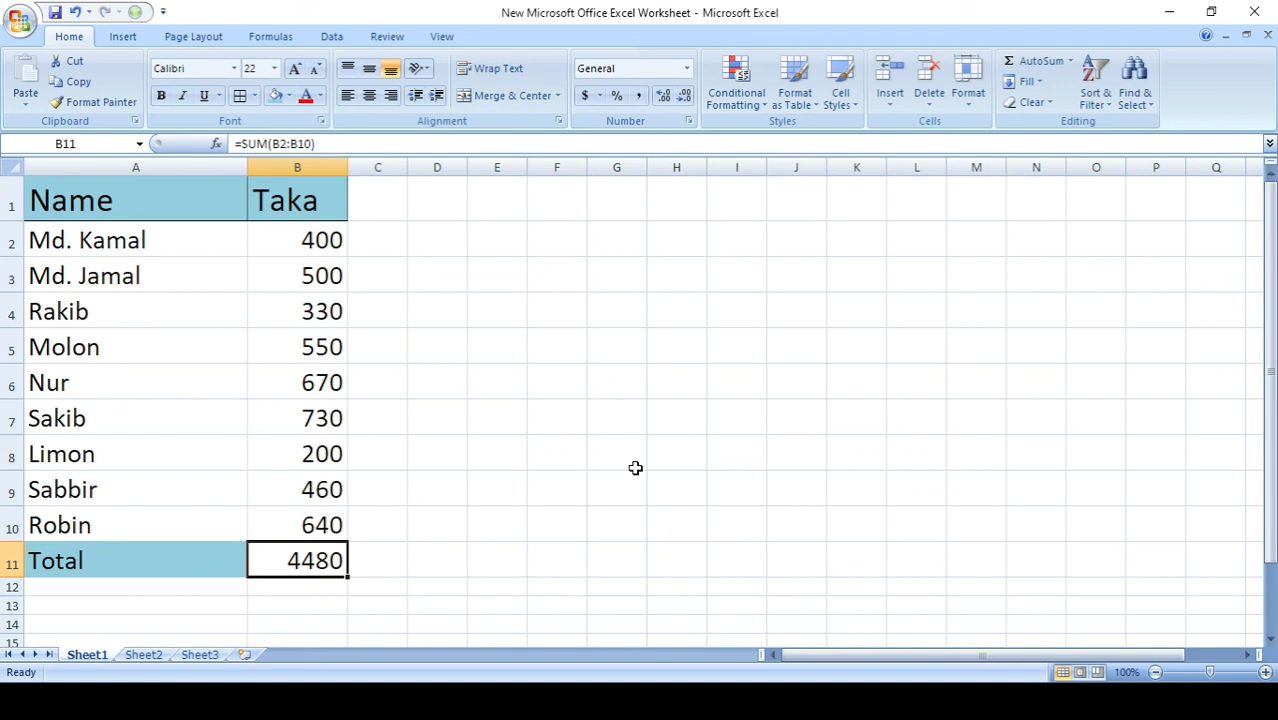 New Microsoft Office Excel Worksheet - Microsoft Excel
Home Insert Page Layout Formulas Data Review View
Paste
Cut
Copy
Format Painter
Clipboard
Calibri 22
B I U A
Font
Wrap Text
Merge & Center
Alignment
General
$ % ,
Number
Conditional Formatting
Format as Table
Cell Styles
Styles
Insert Delete Format
Cells
Σ AutoSum
Fill
Clear
Sort & Filter
Find & Select
Editing
B11 fx =SUM(B2:B10)
A B C D E F G H I J K L M N O P Q
1 Name Taka
2 Md. Kamal 400
3 Md. Jamal 500
4 Rakib 330
5 Molon 550
6 Nur 670
7 Sakib 730
8 Limon 200
9 Sabbir 460
10 Robin 640
11 Total 4480
12
13
14
15
Sheet1 Sheet2 Sheet3
Ready 100%